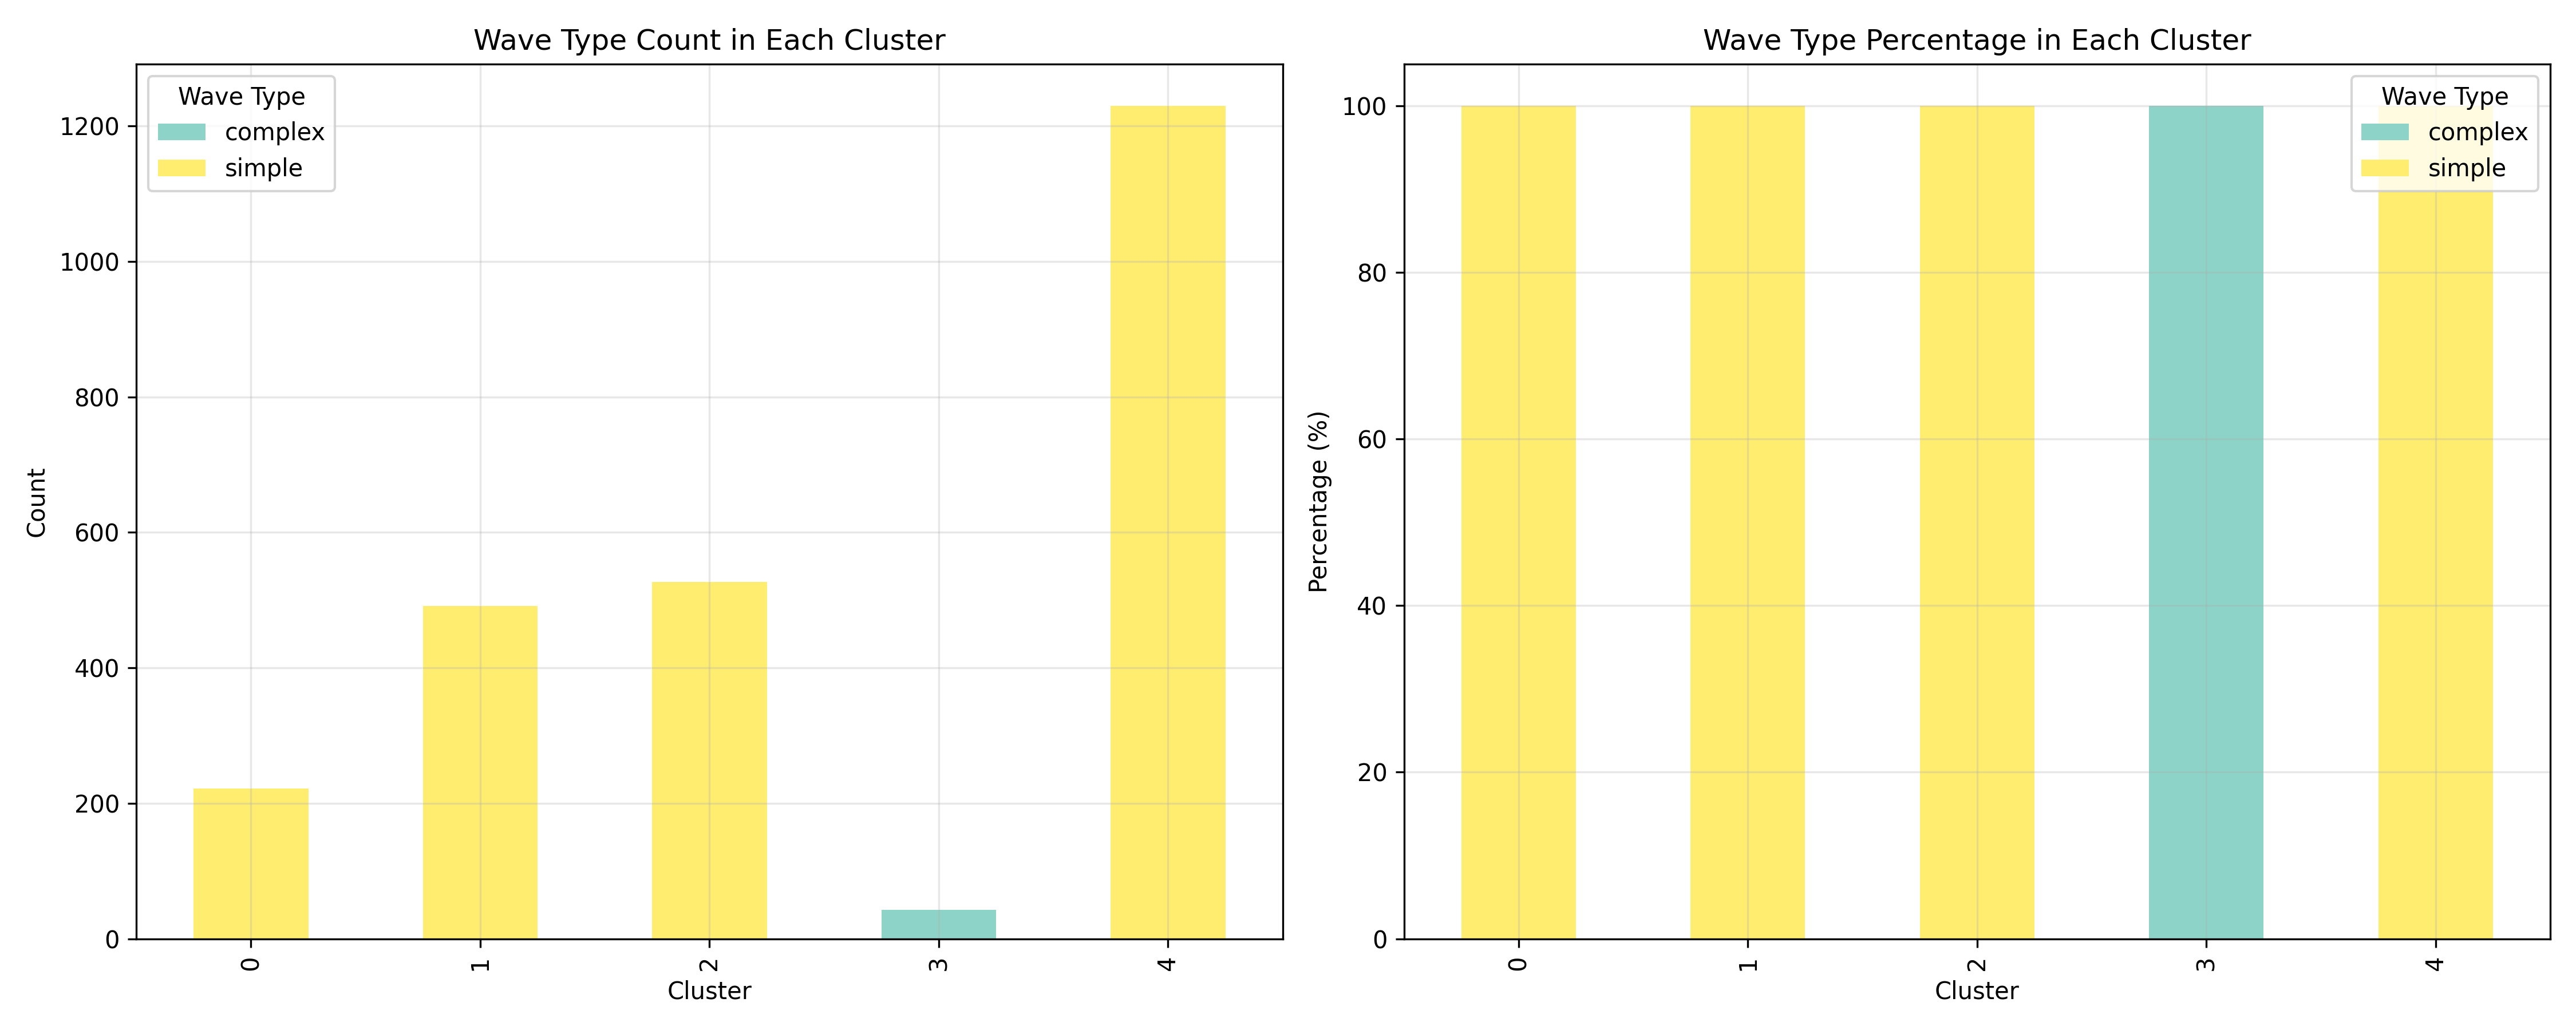 Wave Type Count in Each Cluster
Wave Type
complex
simple
1200
1000
800
600
400
200
0
Count
0 1 2 3 4
Cluster
Wave Type Percentage in Each Cluster
Wave Type
complex
simple
100
80
60
40
20
0
Percentage (%)
0 1 2 3 4
Cluster